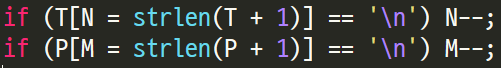 if (T[N = strlen(T + 1)] == '\n') N--;
if (P[M = strlen(P + 1)] == '\n') M--;